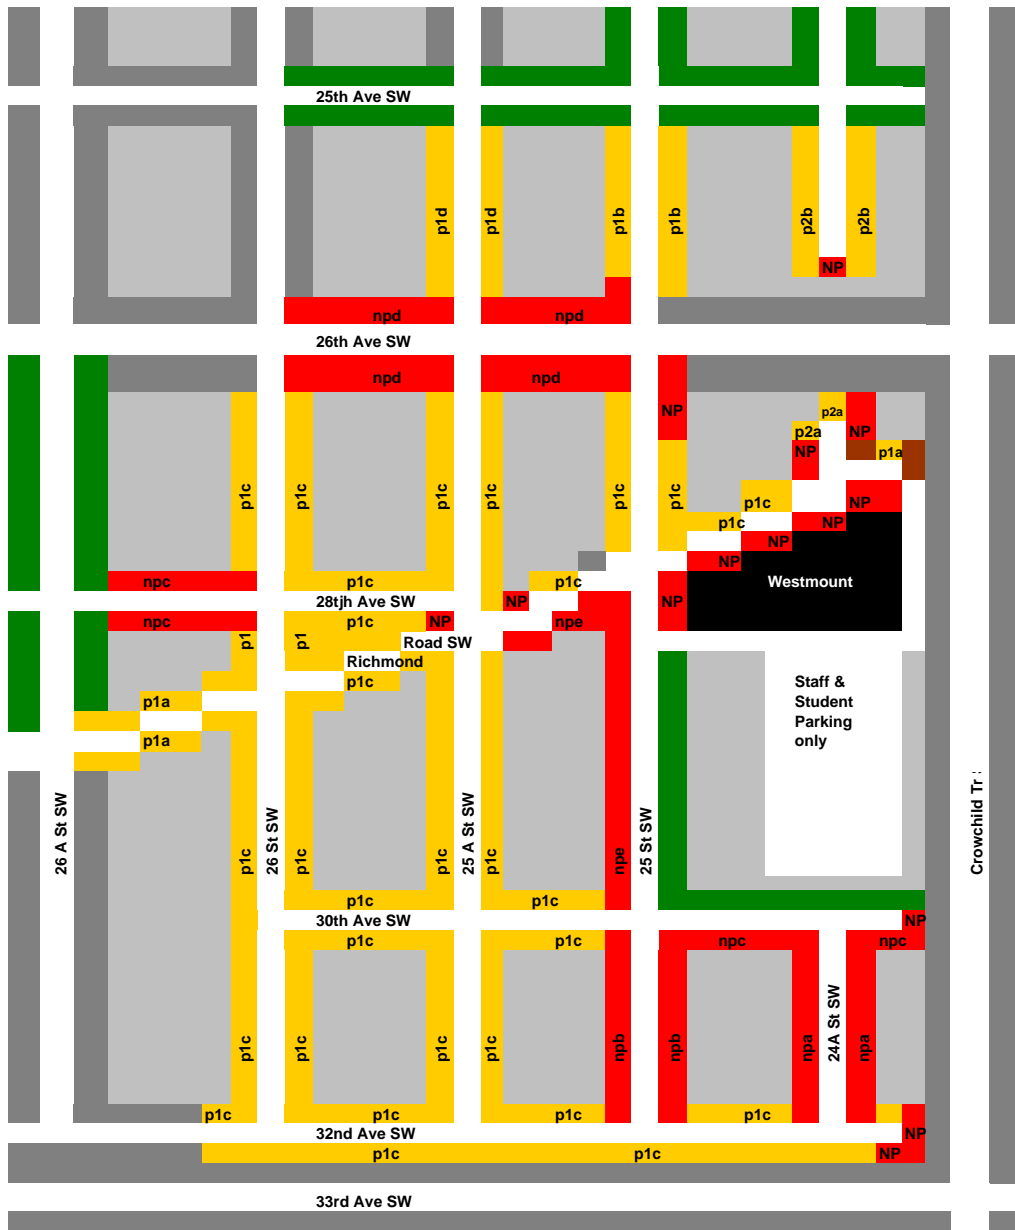 25th Ave SW
p1d
p1d
p1b
p1b
p2b
p2b
NP
npd
npd
26th Ave SW
npd
npd
NP
p2a
p2a
NP
NP
p1a
p1c
p1c
p1c
p1c
p1c
p1c
p1c
NP
p1c
NP
NP
NP
npc
p1c
p1c
Westmount
28tjh Ave SW
NP
NP
npc
p1
p1
p1c
NP
npe
Road SW
Richmond
p1c
p1a
p1a
Staff &
Student
Parking
only
26 A St SW
26 St SW
25 A St SW
25 St SW
Crowchild Tr :
p1c
p1c
p1c
p1c
npe
p1c
p1c
30th Ave SW
NP
p1c
p1c
npc
npc
p1c
p1c
p1c
p1c
npb
npb
npa
24A St SW
npa
p1c
p1c
p1c
p1c
32nd Ave SW
NP
p1c
p1c
NP
33rd Ave SW